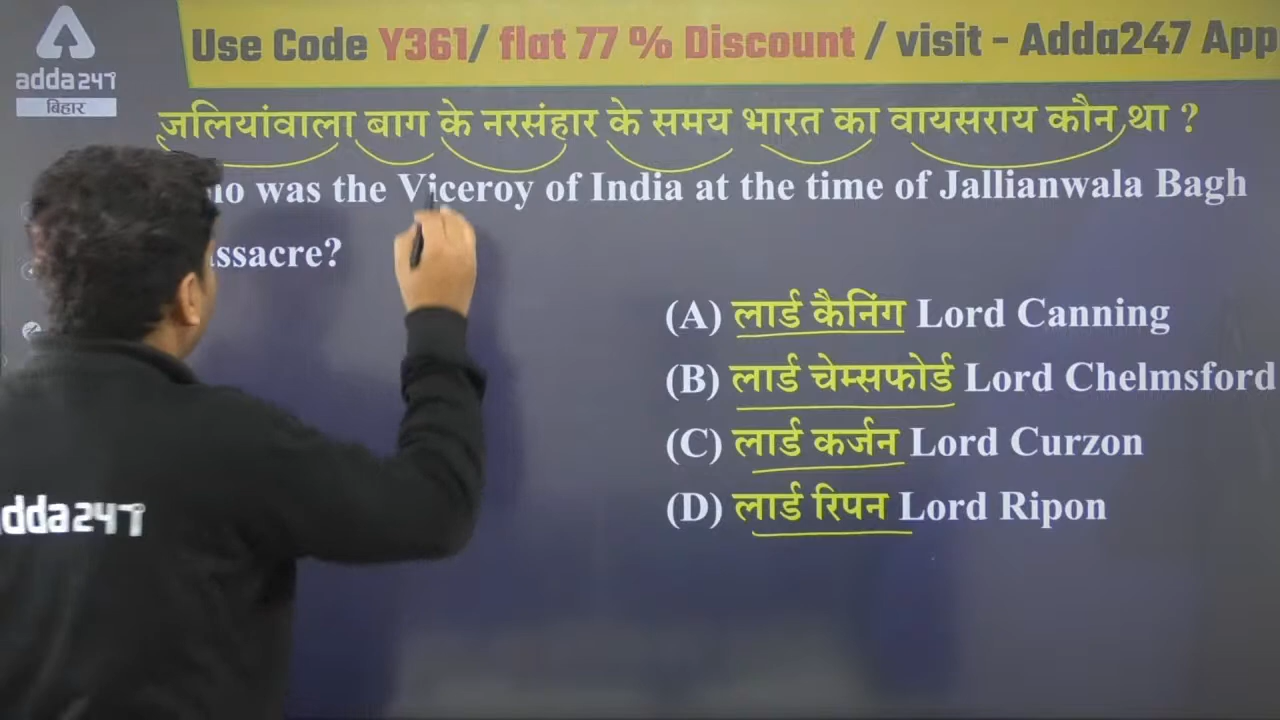 Use Code Y361/ flat 77 % Discount / visit - Adda247 App
adda247
बिहार
जलियांवाला बाग के नरसंहार के समय भारत का वायसराय कौन था ?
was the Viceroy of India at the time of Jallianwala Bagh
(A) लार्ड कैनिंग Lord Canning
(B) लार्ड चेम्सफोर्ड Lord Chelmsford
(C) लार्ड कर्जन Lord Curzon
(D) लार्ड रिपन Lord Ripon
adda247